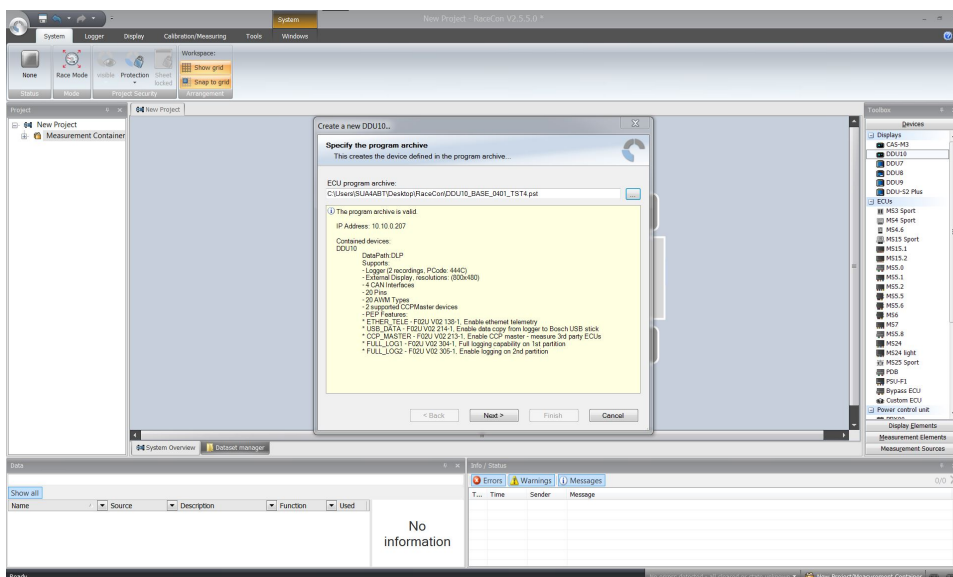 System
New Project - RaceCon V2.5.5.0 *
System
Logger
Display
Calibration/Measuring
Tools
Windows
None
Race Mode
visible
Protection
Sheet locked
Workspace:
Show grid
Snap to grid
Status
Mode
Project Security
Arrangement
Project
New Project
Measurement Container
New Project
Create a new DDU10...
Specify the program archive
This creates the device defined in the program archive...
ECU program archive:
C:\Users\SUA4ABT\Desktop\RaceCon\DDU10_BASE_0401_TST4.pst
...
The program archive is valid.
IP Address: 10.10.0.207
Contained devices:
DDU10
DataPath:DLP
Supports:
- Logger (2 recordings, PCode: 444C)
- External Display, resolutions: (800x480)
- 4 CAN Interfaces
- 20 Pins
- 20 AWM Types
- 2 supported CCPMaster devices
- PEP Features:
* ETHER_TELE - F02U V02 138-1, Enable ethernet telemetry
* USB_DATA - F02U V02 214-1, Enable data copy from logger to Bosch USB stick
* CCP_MASTER - F02U V02 213-1, Enable CCP master - measure 3rd party ECUs
* FULL_LOG1 - F02U V02 304-1, Full logging capability on 1st partition
* FULL_LOG2 - F02U V02 305-1, Enable logging on 2nd partition
< Back
Next >
Finish
Cancel
System Overview
Dataset manager
Toolbox
Devices
Displays
CAS-M3
DDU10
DDU7
DDU8
DDU9
DDU-S2 Plus
ECUs
MS3 Sport
MS4 Sport
MS4.6
MS15 Sport
MS15.1
MS15.2
MS5.0
MS5.1
MS5.2
MS5.5
MS5.6
MS6
MS7
MS5.8
MS24
MS24 light
MS25 Sport
PDB
PSU-F1
Bypass ECU
Custom ECU
Power control unit
Display Elements
Measurement Elements
Measurement Sources
Data
Show all
Name
Source
Description
Function
Used
No
information
Info / Status
Errors
Warnings
Messages
0/0
T...
Time
Sender
Message
Ready
New Project/Measurement Container